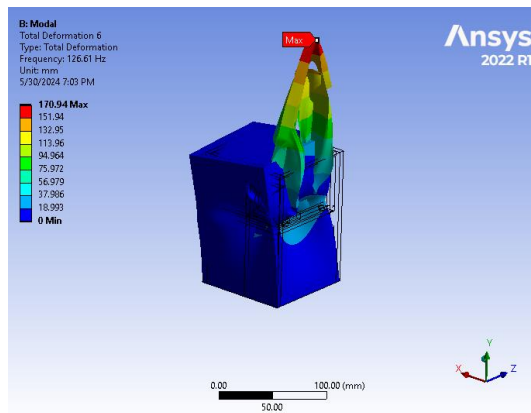 B: Modal
Total Deformation 6
Type: Total Deformation
Frequency: 126.61 Hz
Unit: mm
5/30/2024 7:03 PM
170.94 Max
151.94
132.95
113.96
94.964
75.972
56.979
37.986
18.993
0 Min
Max
Ansys
2022 R1
Y
X
Z
0.00
100.00 (mm)
50.00